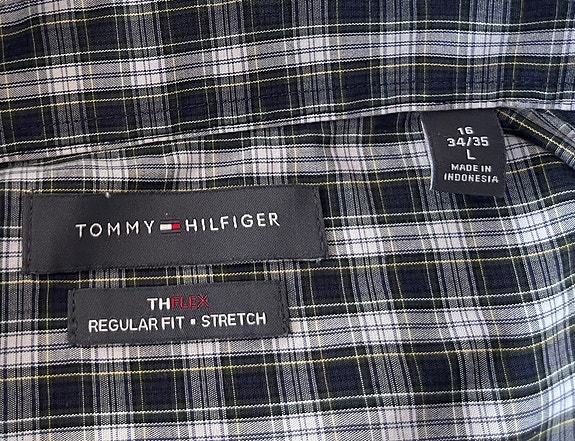 16
34/35
L
MADE IN
INDONESIA
TOMMY HILFIGER
THFLEX
REGULAR FIT ▪ STRETCH